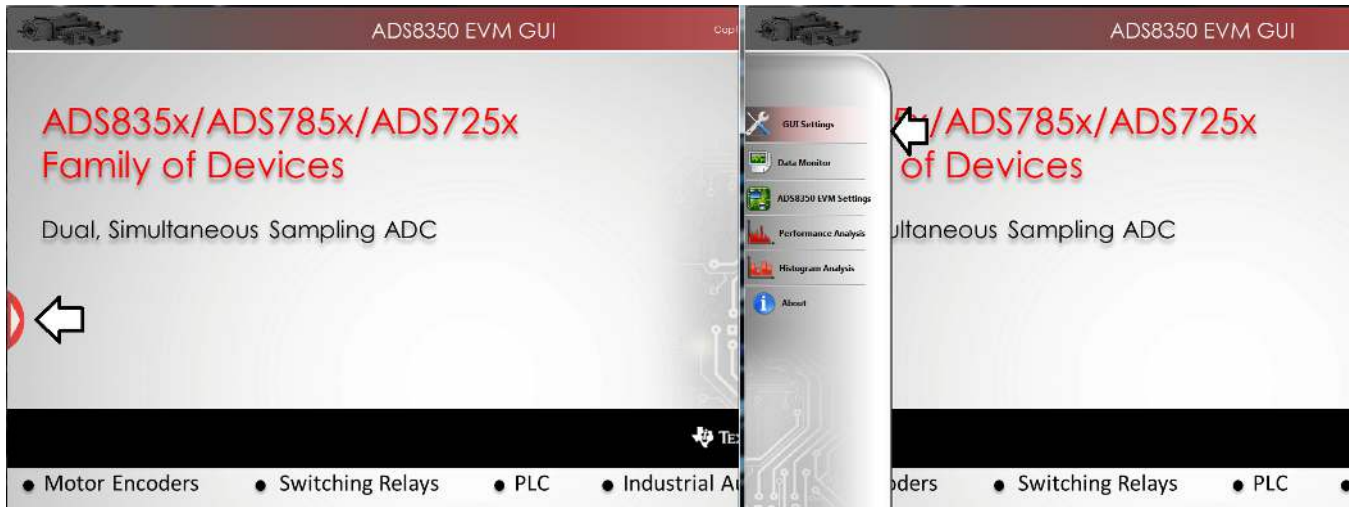 ADS8350 EVM GUI
ADS835x/ADS785x/ADS725x
Family of Devices
Dual, Simultaneous Sampling ADC
Motor Encoders
Switching Relays
PLC
Industrial
ADS8350 EVM GUI
GUI Settings
Data Monitor
ADS8350 EVM Settings
Performance Analysis
Histogram Analysis
About
/ADS785x/ADS725x
of Devices
ultaneous Sampling ADC
oders
Switching Relays
PLC